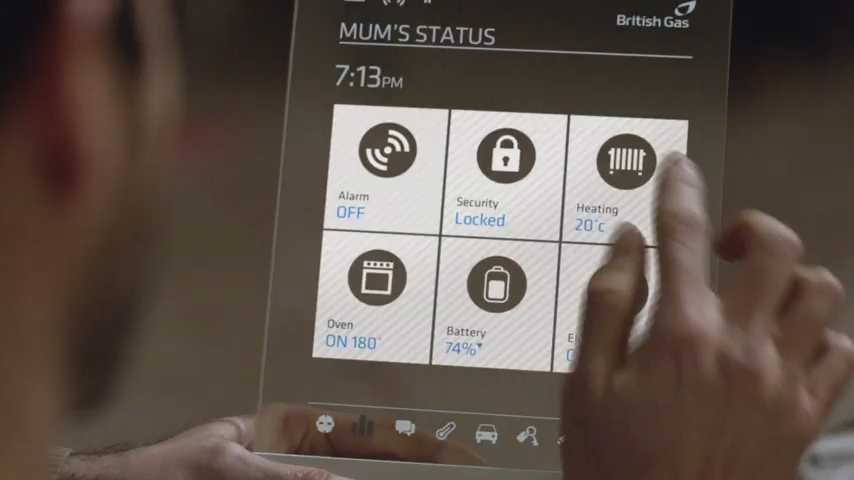 British Gas
MUM'S STATUS
7:13PM
Alarm
OFF
Security
Locked
Heating
20°c
Oven
ON 180°
Battery
74%